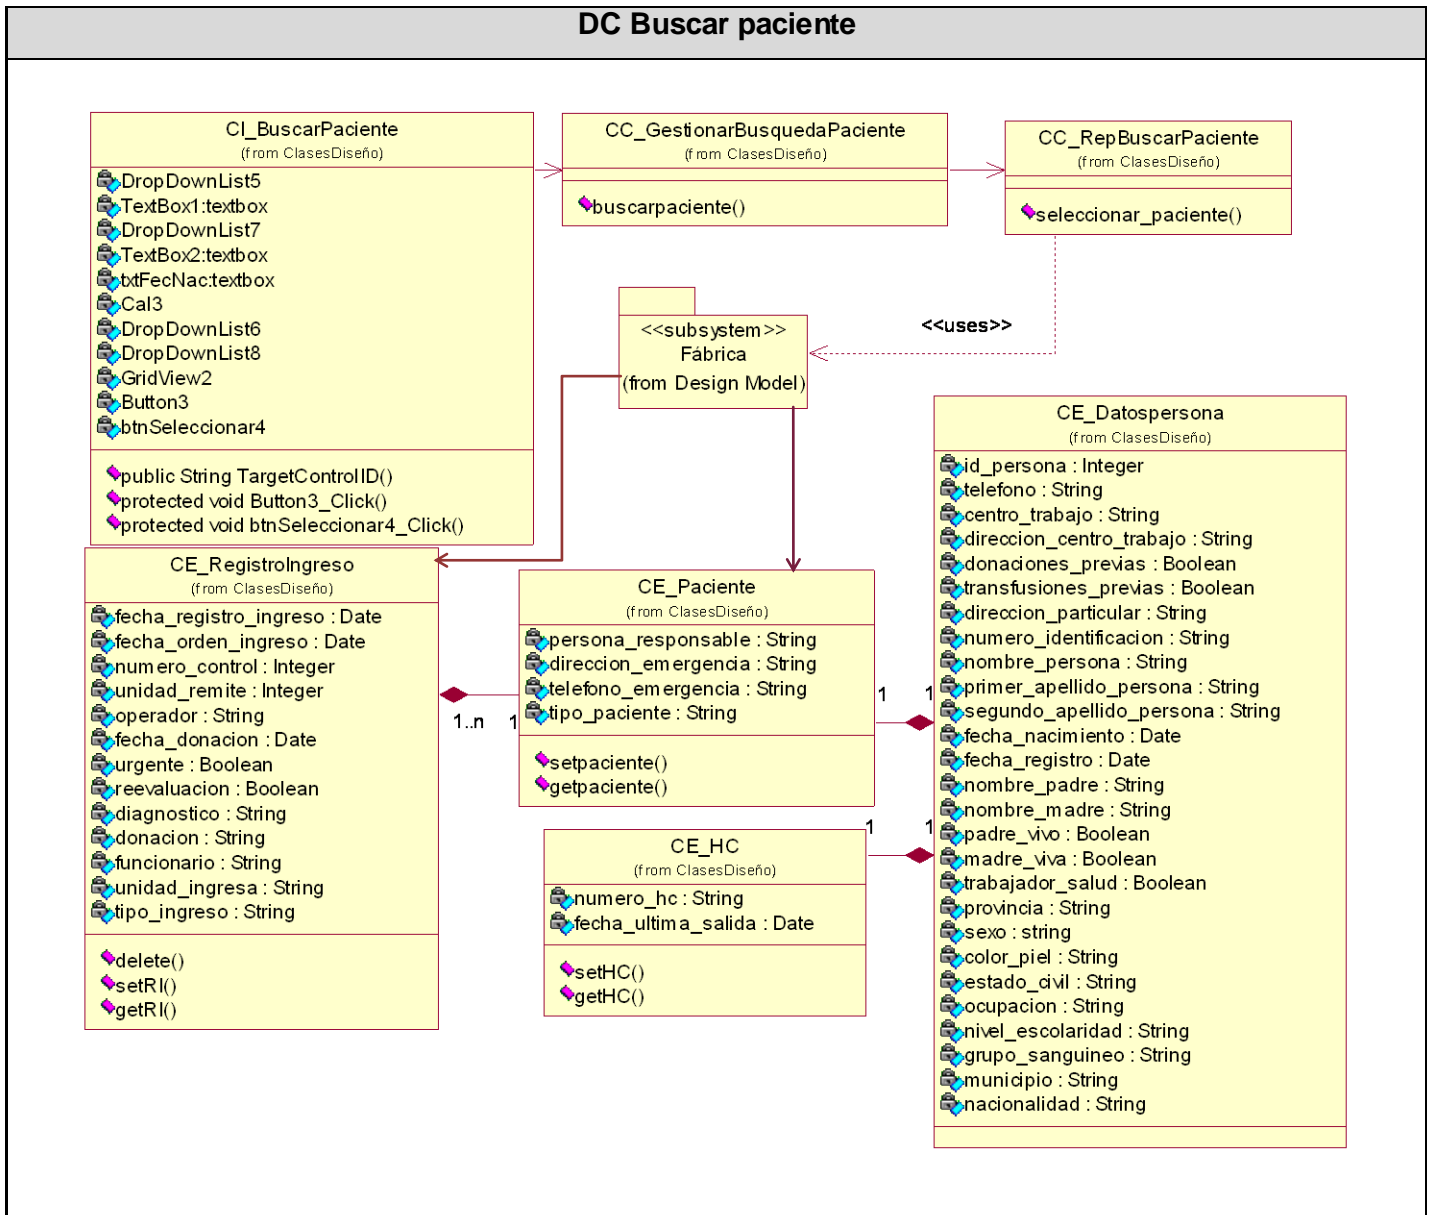 DC Buscar paciente
CI_BuscarPaciente
(from ClasesDiseño)
DropDownList5
TextBox1:textbox
DropDownList7
TextBox2:textbox
txtFecNac:textbox
Cal3
DropDownList6
DropDownList8
GridView2
Button3
btnSeleccionar4
public String TargetControlID()
protected void Button3_Click()
protected void btnSeleccionar4_Click()
CC_GestionarBusquedaPaciente
(from ClasesDiseño)
buscarpaciente()
CC_RepBuscarPaciente
(from ClasesDiseño)
seleccionar_paciente()
<<subsystem>>
Fábrica
(from Design Model)
<<uses>>
CE_RegistroIngreso
(from ClasesDiseño)
fecha_registro_ingreso : Date
fecha_orden_ingreso : Date
numero_control : Integer
unidad_remite : Integer
operador : String
fecha_donacion : Date
urgente : Boolean
reevaluacion : Boolean
diagnostico : String
donacion : String
funcionario : String
unidad_ingresa : String
tipo_ingreso : String
delete()
setRI()
getRI()
1..n
1
CE_Paciente
(from ClasesDiseño)
persona_responsable : String
direccion_emergencia : String
telefono_emergencia : String
tipo_paciente : String
setpaciente()
getpaciente()
1
1
CE_HC
(from ClasesDiseño)
numero_hc : String
fecha_ultima_salida : Date
setHC()
getHC()
1
1
CE_Datospersona
(from ClasesDiseño)
id_persona : Integer
telefono : String
centro_trabajo : String
direccion_centro_trabajo : String
donaciones_previas : Boolean
transfusiones_previas : Boolean
direccion_particular : String
numero_identificacion : String
nombre_persona : String
primer_apellido_persona : String
segundo_apellido_persona : String
fecha_nacimiento : Date
fecha_registro : Date
nombre_padre : String
nombre_madre : String
padre_vivo : Boolean
madre_viva : Boolean
trabajador_salud : Boolean
provincia : String
sexo : string
color_piel : String
estado_civil : String
ocupacion : String
nivel_escolaridad : String
grupo_sanguineo : String
municipio : String
nacionalidad : String